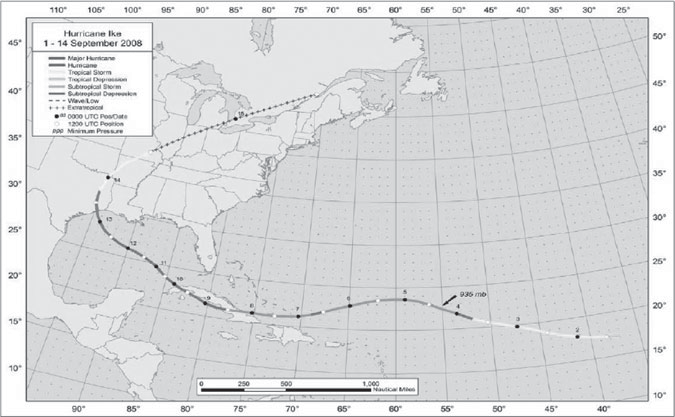 110° 105° 100° 95° 90° 85° 80° 75° 70° 65° 60° 55° 50° 45° 40° 35° 30° 25°
Hurricane Ike
1 - 14 September 2008
Major Hurricane
Hurricane
Tropical Storm
Tropical Depression
Subtropical Storm
Subtropical Depression
Wave/Low
Extratropical
00 0000 UTC Pos/Date
1200 UTC Position
ppp Minimum Pressure
45° 50°
40° 45°
35° 40°
30° 35°
25° 30°
20° 25°
15° 20°
10° 15°
10°
15
14
13
12
11
10
9
8
7
6
5
4
3
2
935 mb
0 250 500 1,000
Nautical Miles
90° 85° 80° 75° 70° 65° 60° 55° 50° 45° 40°